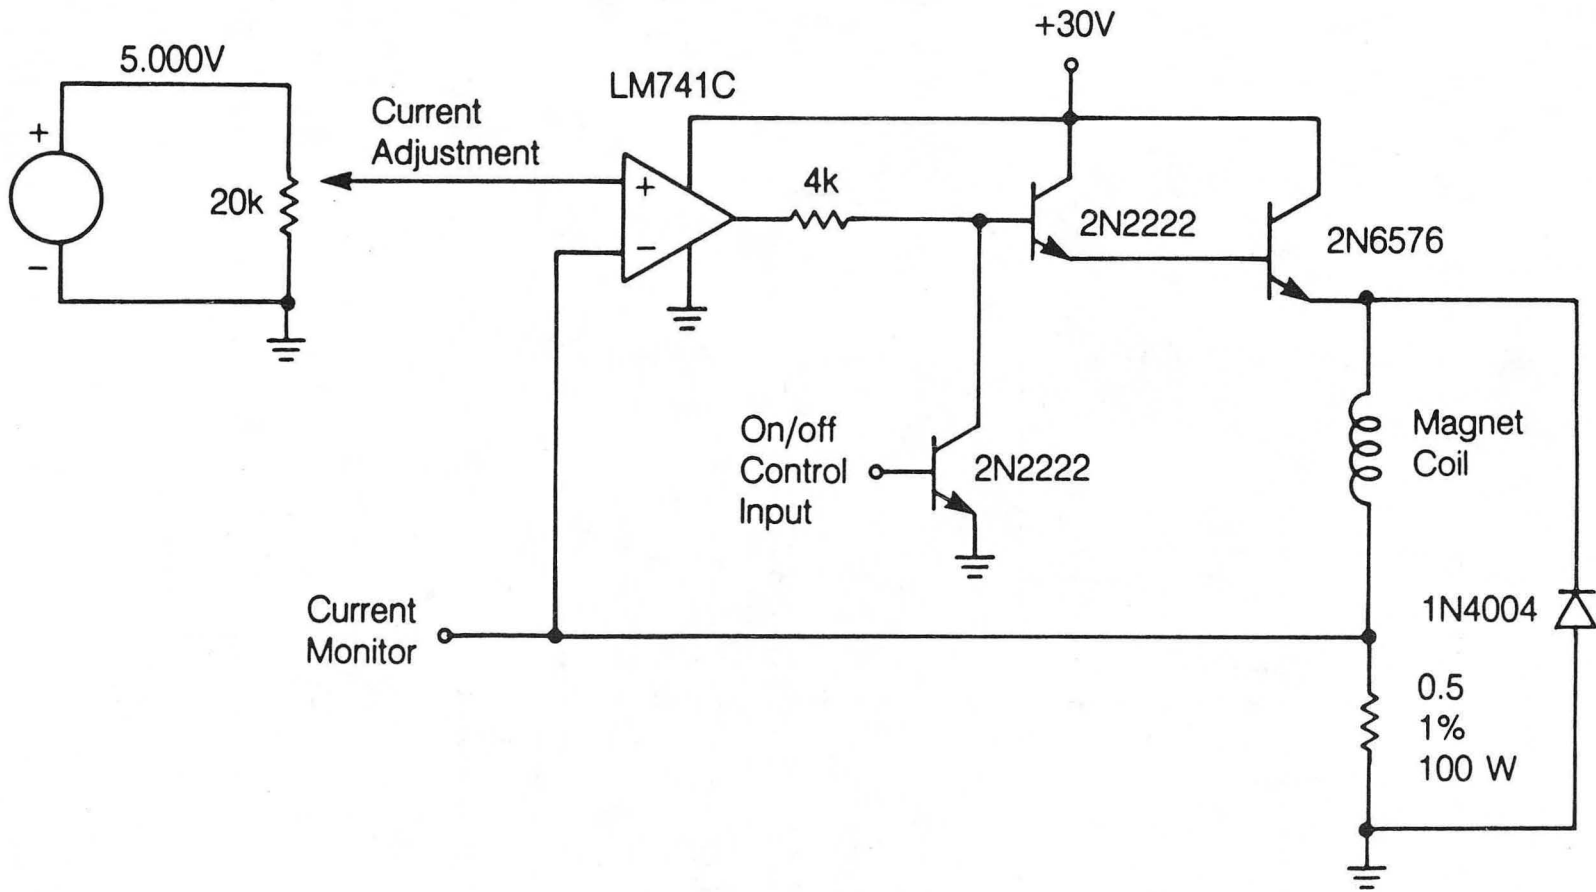 +30V
5.000V
LM741C
Current
Adjustment
+
20k
−
+
−
4k
2N2222
2N6576
On/off
Control
Input
2N2222
Magnet
Coil
Current
Monitor
1N4004
0.5
1%
100 W